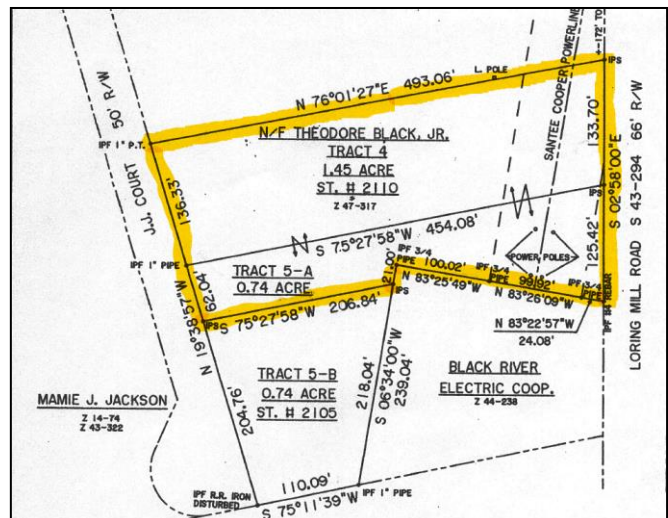 50' R/W
J.J. COURT
4-172' TO
SANTEE COOPER POWERLINE
IPS
L. POLE
N 76°01'27"E 493.06'
IPF 1" P.T.
N/F THEODORE BLACK, JR.
TRACT 4
1.45 ACRE
ST. # 2110
Z 47-317
136.33'
133.70'
S 02°58'00"E
LORING MILL ROAD S 43-294 66' R/W
IPS
N
S 75°27'58"W 454.08'
IPF 1" PIPE
62.04'
N 19°38'57"W
TRACT 5-A
0.74 ACRE
21.00'
IPF 3/4
PIPE 100.02'
N 83°25'49"W
POWER POLES
125.42'
IPF 3/4
PIPE
99.92'
N 83°26'09"W
IPF 3/4
PIPE
REBAR
IPS
S 75°27'58"W 206.84'
IPS
N 83°22'57"W
24.08'
MAMIE J. JACKSON
Z 14-74
Z 43-322
TRACT 5-B
0.74 ACRE
ST. # 2105
204.76'
218.04'
S 06°34'00"W
239.04'
BLACK RIVER
ELECTRIC COOP.
Z 44-238
IPF R.R. IRON
DISTURBED
110.09'
S 75°11'39"W
IPF 1" PIPE